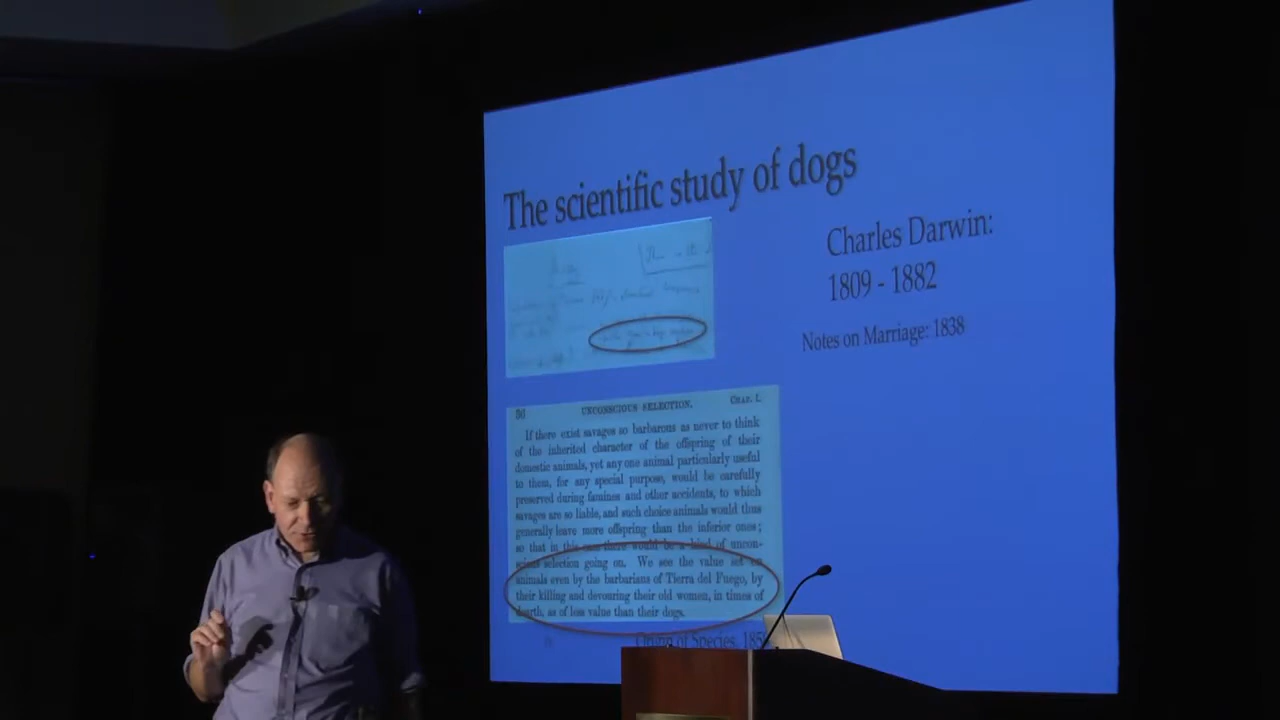 The scientific study of dogs
Charles Darwin:
1809 - 1882
Notes on Marriage: 1838
36 UNCONSCIOUS SELECTION. CHAP. I.
If there exist savages so barbarous as never to think
of the inherited character of the offspring of their
domestic animals, yet any one animal particularly useful
to them, for any special purpose, would be carefully
preserved during famines and other accidents, to which
savages are so liable, and such choice animals would thus
generally leave more offspring than the inferior ones;
so that in this case there would be a kind of uncon-
scious selection going on. We see the value set on
animals even by the barbarians of Tierra del Fuego, by
their killing and devouring their old women, in times of
dearth, as of less value than their dogs.
Origin of Species,